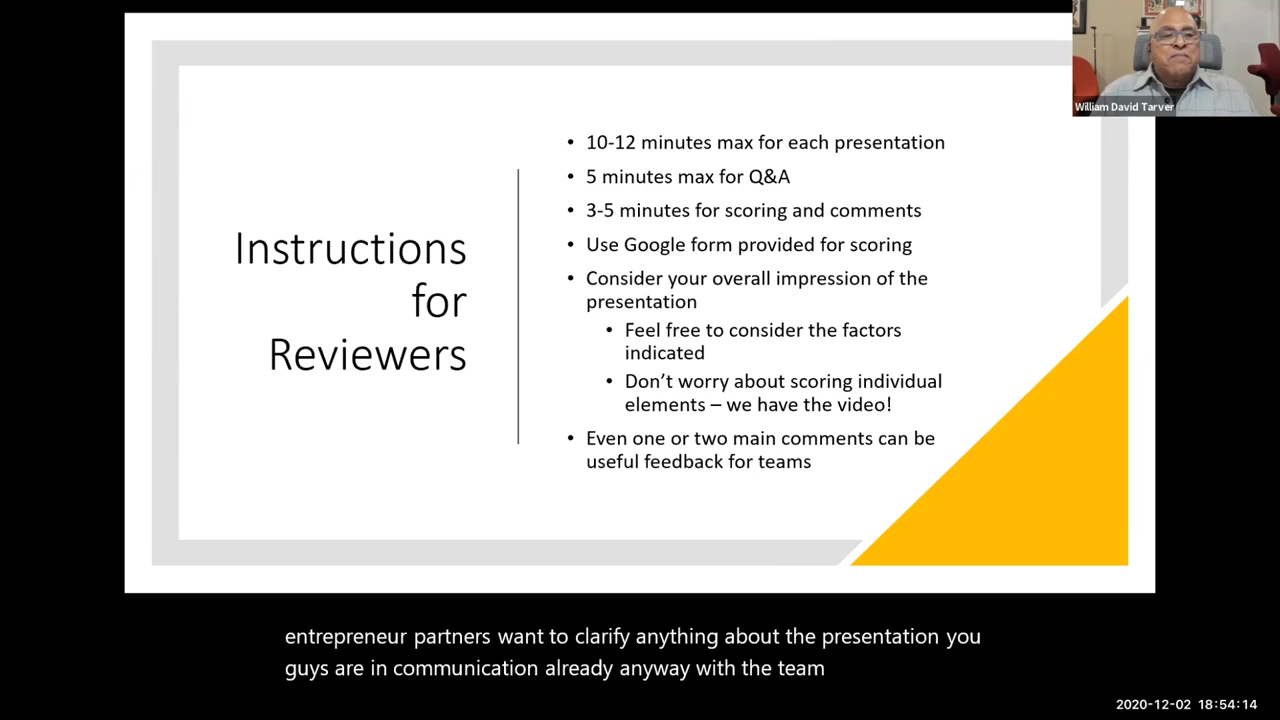 William David Tarver
Instructions
for
Reviewers
• 10-12 minutes max for each presentation
• 5 minutes max for Q&A
• 3-5 minutes for scoring and comments
• Use Google form provided for scoring
• Consider your overall impression of the
presentation
• Feel free to consider the factors
indicated
• Don’t worry about scoring individual
elements – we have the video!
• Even one or two main comments can be
useful feedback for teams
entrepreneur partners want to clarify anything about the presentation you
guys are in communication already anyway with the team
2020-12-02 18:54:14